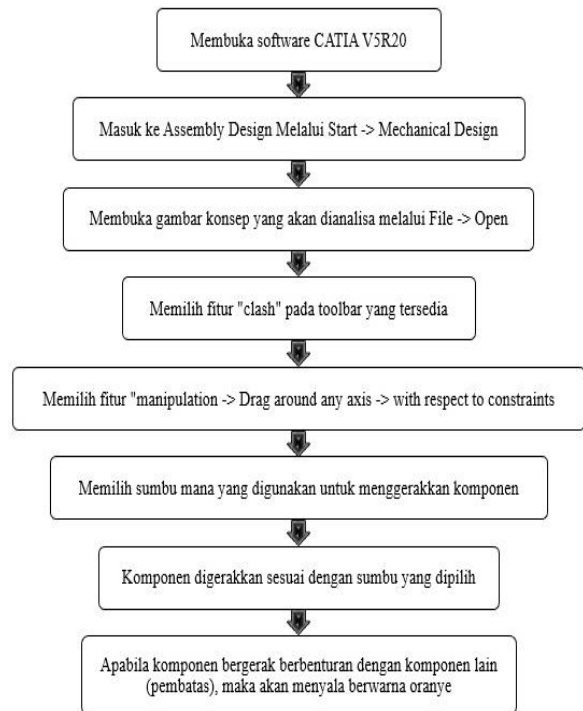 Membuka software CATIA V5R20
Masuk ke Assembly Design Melalui Start -> Mechanical Design
Membuka gambar konsep yang akan dianalisa melalui File -> Open
Memilih fitur "clash" pada toolbar yang tersedia
Memilih fitur "manipulation -> Drag around any axis -> with respect to constraints
Memilih sumbu mana yang digunakan untuk menggerakkan komponen
Komponen digerakkan sesuai dengan sumbu yang dipilih
Apabila komponen bergerak berbenturan dengan komponen lain
(pembatas), maka akan menyala berwarna oranye